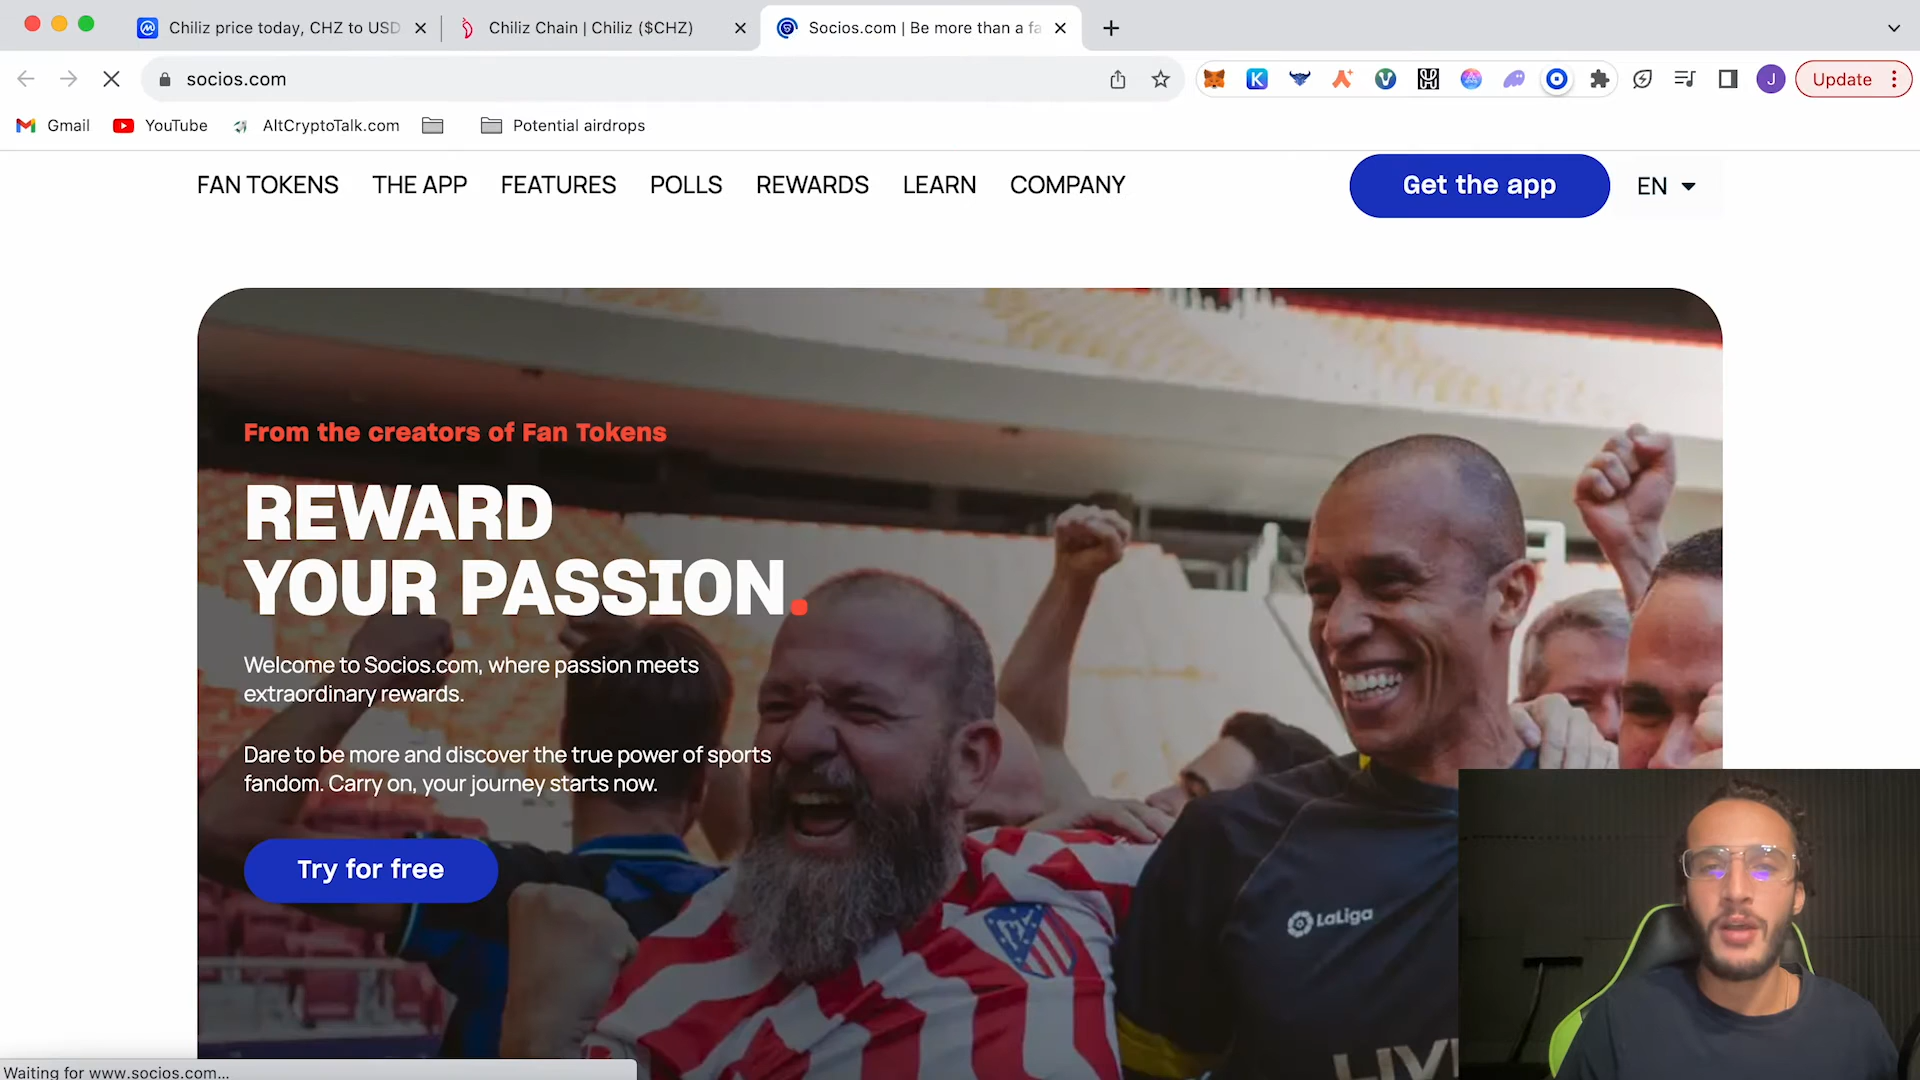 Chiliz price today, CHZ to USD
Chiliz Chain | Chiliz ($CHZ)
Socios.com | Be more than a fa
socios.com
J
Update
Gmail
YouTube
AltCryptoTalk.com
Potential airdrops
FAN TOKENS
THE APP
FEATURES
POLLS
REWARDS
LEARN
COMPANY
Get the app
EN
From the creators of Fan Tokens
REWARD
YOUR PASSION.
Welcome to Socios.com, where passion meets
extraordinary rewards.
Dare to be more and discover the true power of sports
fandom. Carry on, your journey starts now.
Try for free
LaLiga
Waiting for www.socios.com...